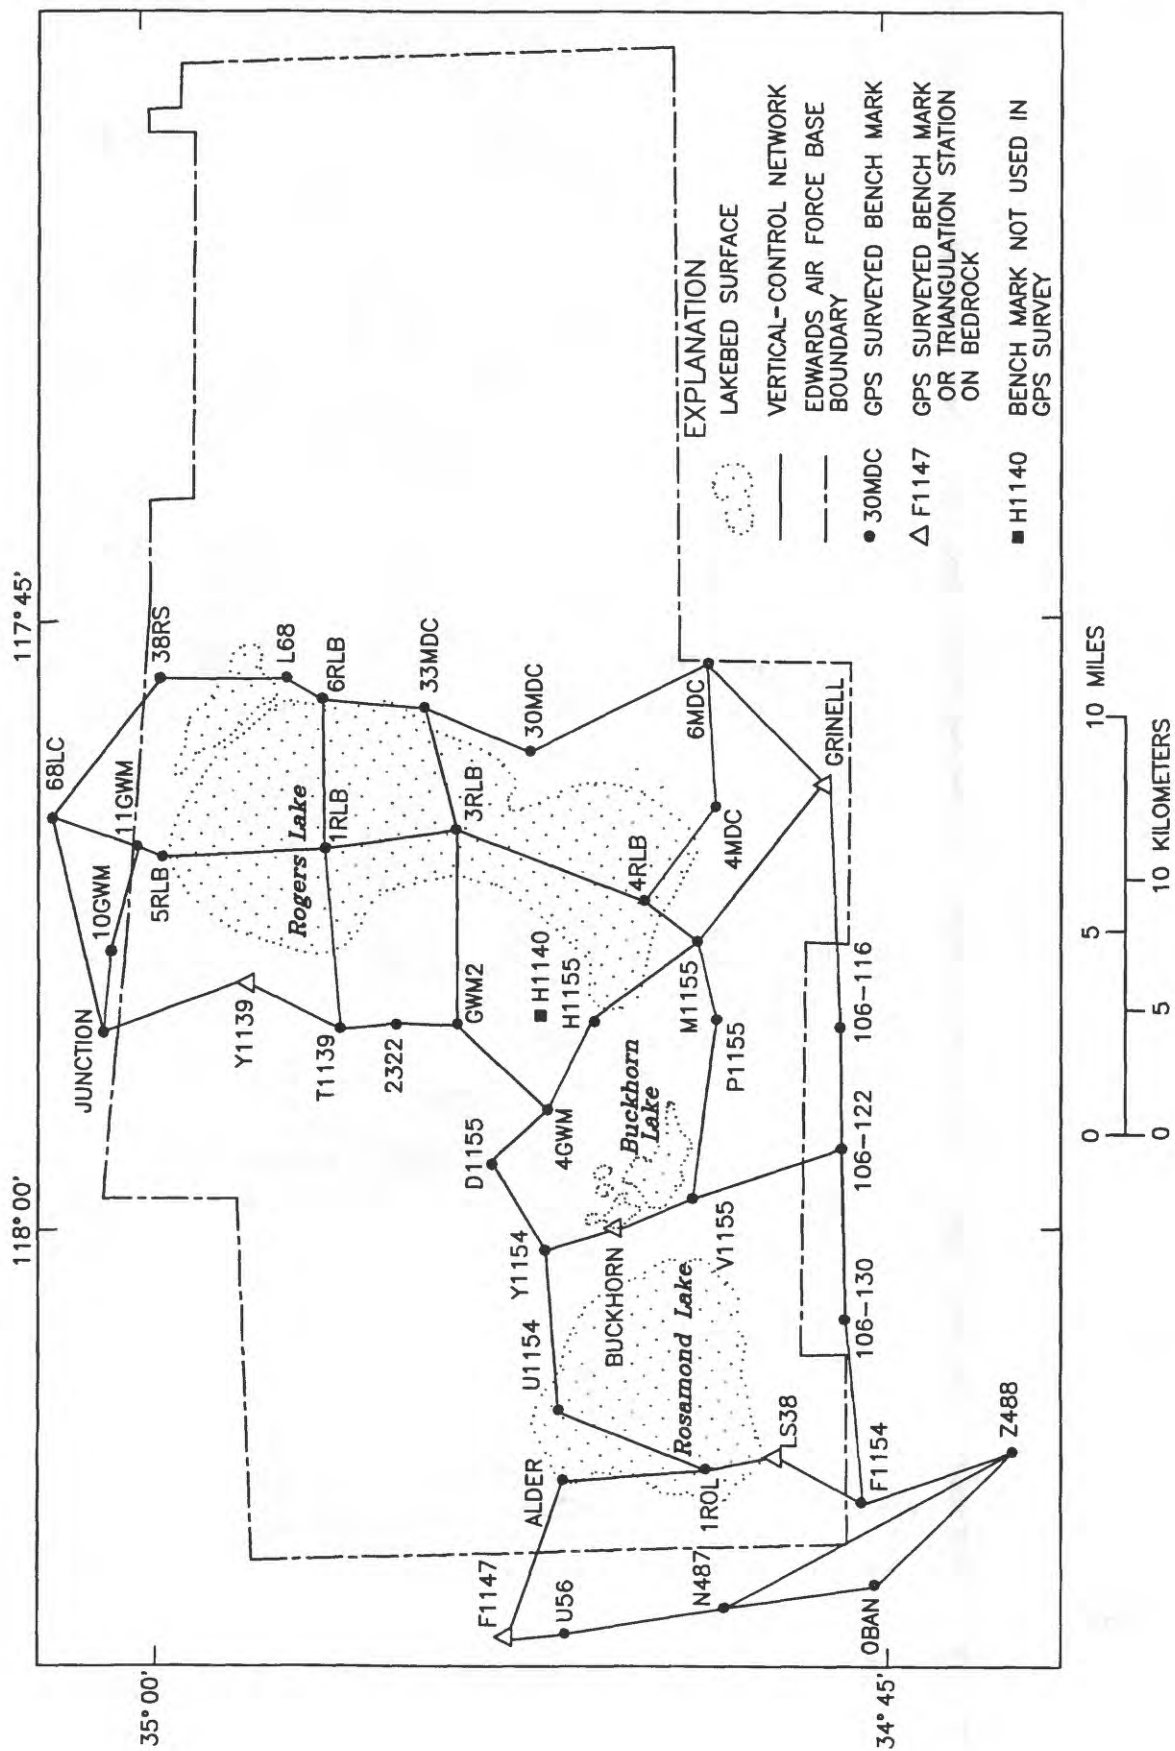 118° 00'
117° 45'
35° 00'
34° 45'
JUNCTION
10GWM
68LC
11GWM
5RLB
38RS
Y1139
Rogers Lake
L68
T1139
1RLB
6RLB
2322
33MDC
GWM2
3RLB
D1155
H1140
30MDC
4GWM
H1155
F1147
Y1154
U1154
ALDER
U56
BUCKHORN
Buckhorn
Lake
4RLB
M1155
6MDC
4MDC
P1155
V1155
Rosamond Lake
1ROL
N487
LS38
GRINELL
106-116
106-122
106-130
F1154
OBAN
Z488
EXPLANATION
LAKEBED SURFACE
VERTICAL-CONTROL NETWORK
EDWARDS AIR FORCE BASE
BOUNDARY
30MDC GPS SURVEYED BENCH MARK
F1147 GPS SURVEYED BENCH MARK
OR TRIANGULATION STATION
ON BEDROCK
H1140 BENCH MARK NOT USED IN
GPS SURVEY
0 5 10 MILES
0 5 10 KILOMETERS